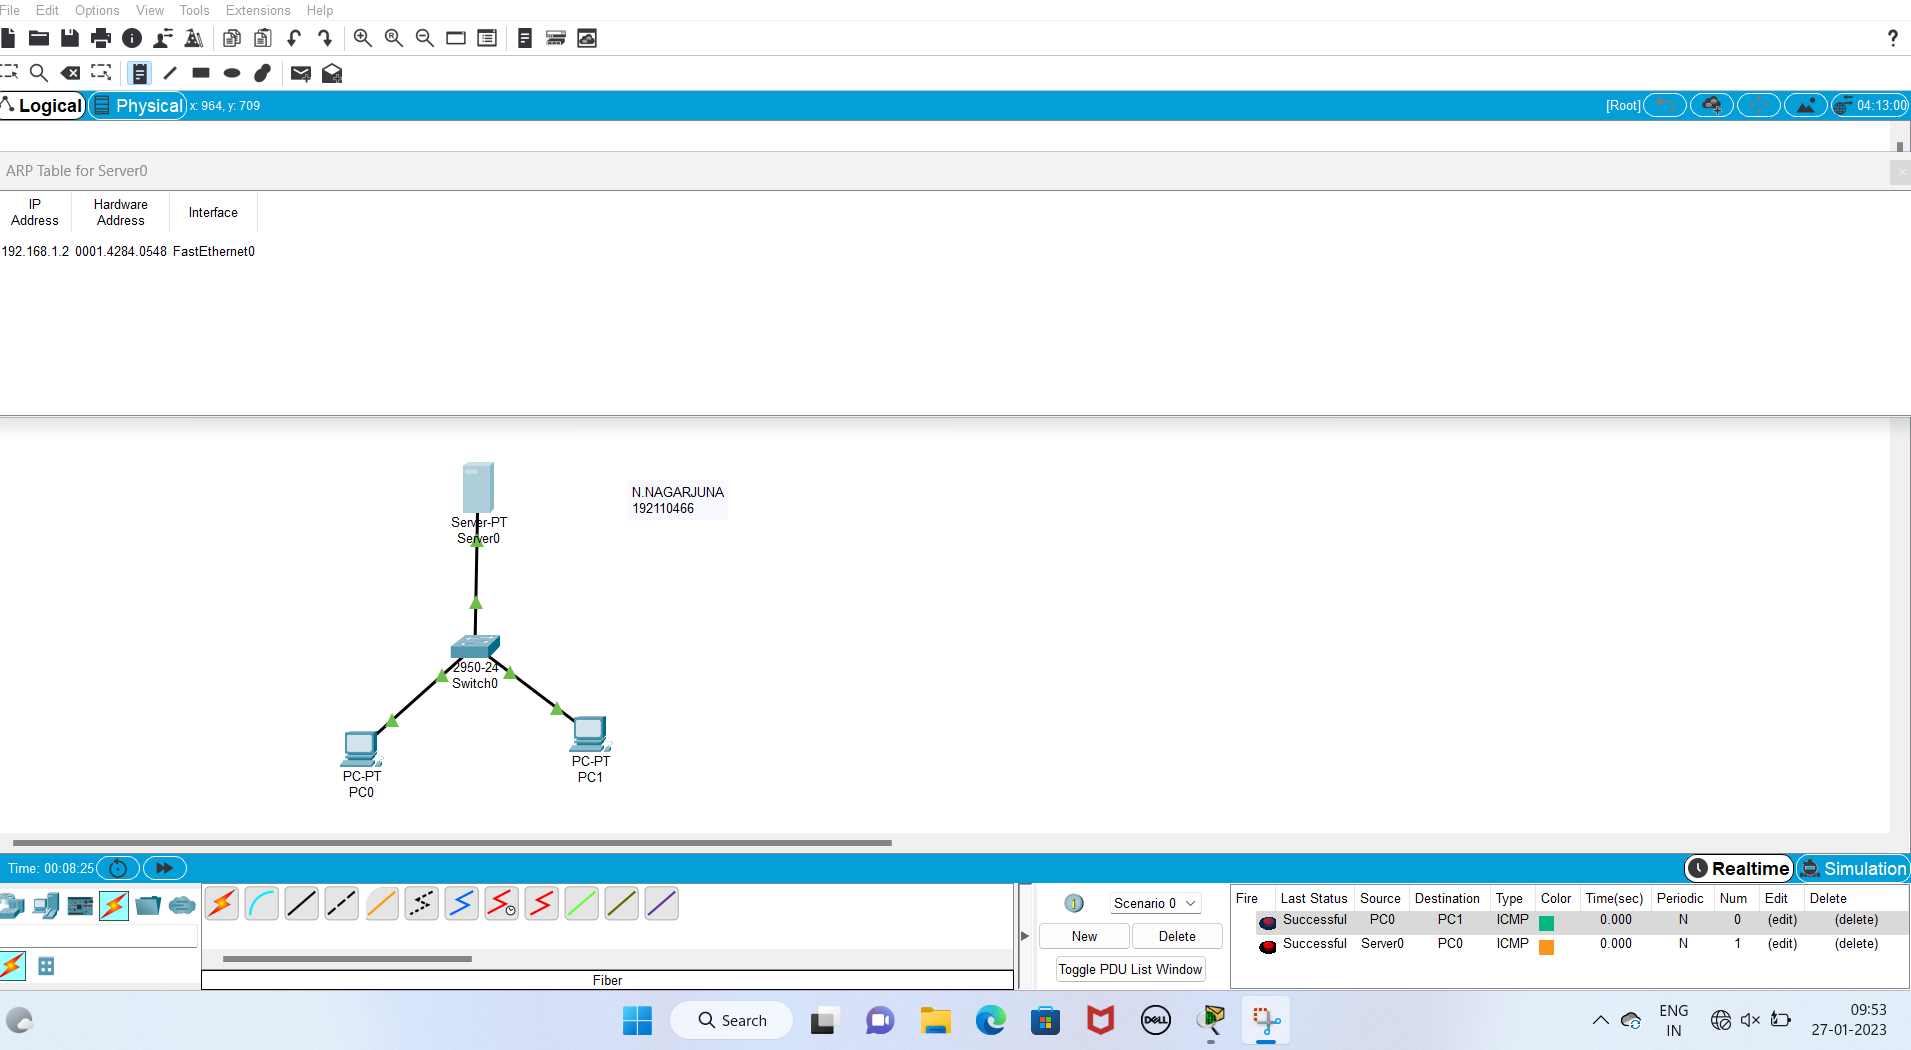 File Edit Options View Tools Extensions Help
?
Logical Physical x: 964, y: 709 [Root] 04:13:00
ARP Table for Server0
IP Address Hardware Address Interface
192.168.1.2 0001.4284.0548 FastEthernet0
N.NAGARJUNA
192110466
Server-PT
Server0
2950-24
Switch0
PC-PT
PC0
PC-PT
PC1
Time: 00:08:25 Realtime Simulation
Scenario 0
New Delete
Toggle PDU List Window
Fiber
Fire Last Status Source Destination Type Color Time(sec) Periodic Num Edit Delete
Successful PC0 PC1 ICMP 0.000 N 0 (edit) (delete)
Successful Server0 PC0 ICMP 0.000 N 1 (edit) (delete)
Search
DELL
ENG
IN
09:53
27-01-2023